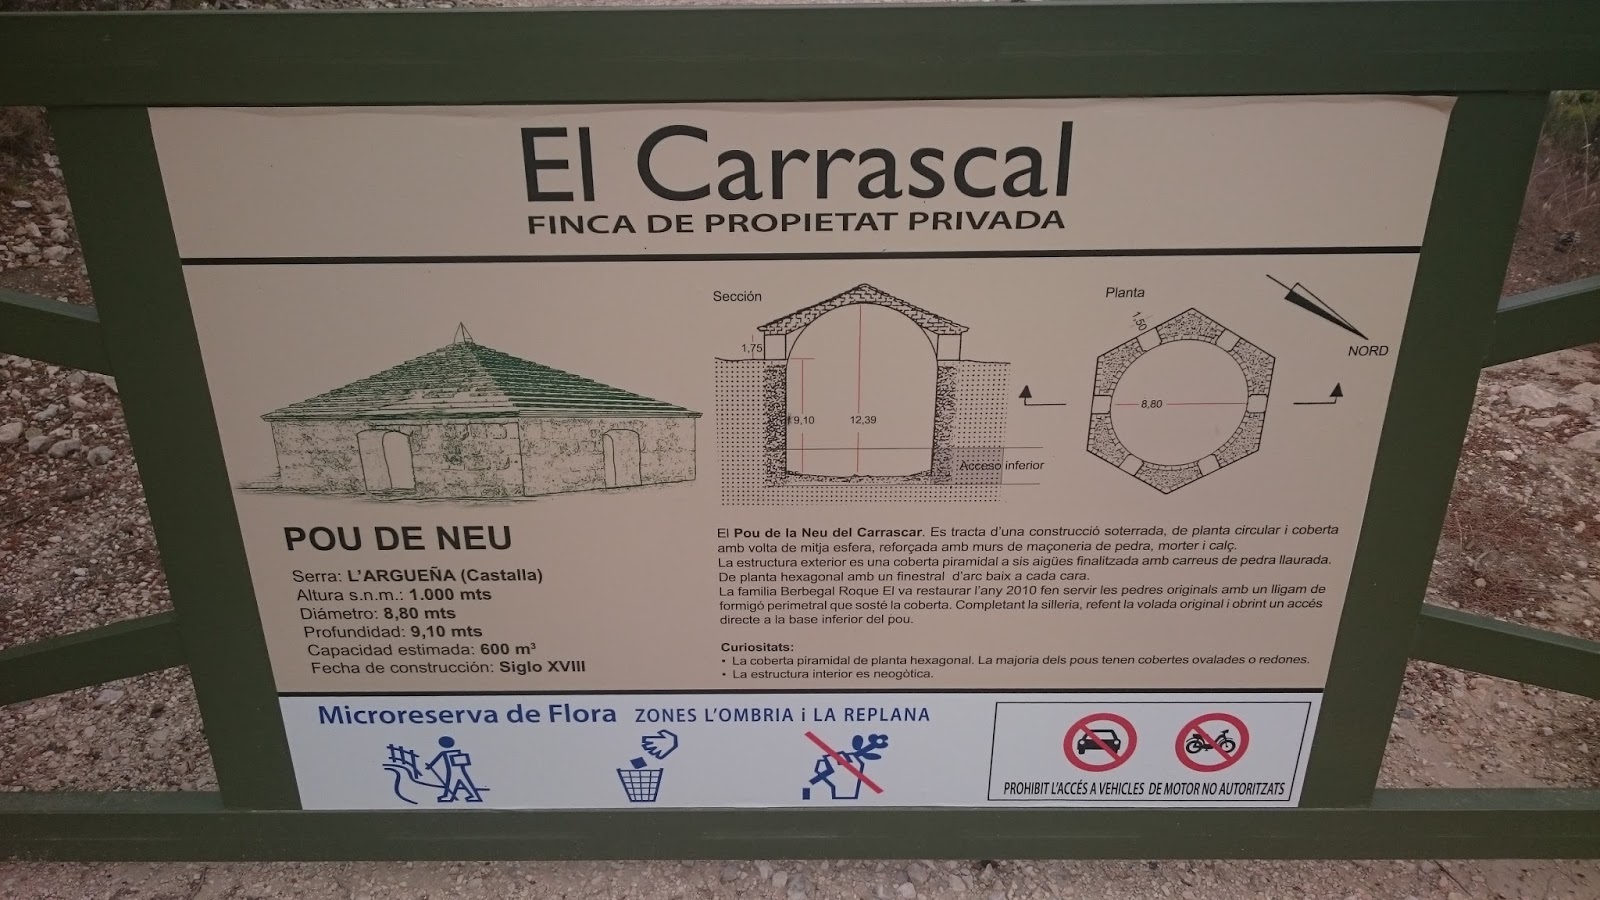 El Carrascal
FINCA DE PROPIETAT PRIVADA
Sección
1,75
9,10
12,39
Acceso inferior
Planta
1,50
8,80
NORD
POU DE NEU
Serra: L'ARGUEÑA (Castalla)
Altura s.n.m.: 1.000 mts
Diámetro: 8,80 mts
Profundidad: 9,10 mts
Capacidad estimada: 600 m³
Fecha de construcción: Siglo XVIII
El Pou de la Neu del Carrascar. Es tracta d'una construcció soterrada, de planta circular i coberta
amb volta de mitja esfera, reforçada amb murs de maçoneria de pedra, morter i calç.
La estructura exterior es una coberta piramidal a sis aigües finalitzada amb carreus de pedra llaurada.
De planta hexagonal amb un finestral d'arc baix a cada cara.
La familia Berbegal Roque El va restaurar l'any 2010 fen servir les pedres originals amb un lligam de
formigó perimetral que sosté la coberta. Completant la silleria, refent la volada original i obrint un accés
directe a la base inferior del pou.
Curiositats:
• La coberta piramidal de planta hexagonal. La majoria dels pous tenen cobertes ovalades o redones.
• La estructura interior es neogòtica.
Microreserva de Flora ZONES L'OMBRIA i LA REPLANA
PROHIBIT L'ACCÉS A VEHICLES DE MOTOR NO AUTORITZATS